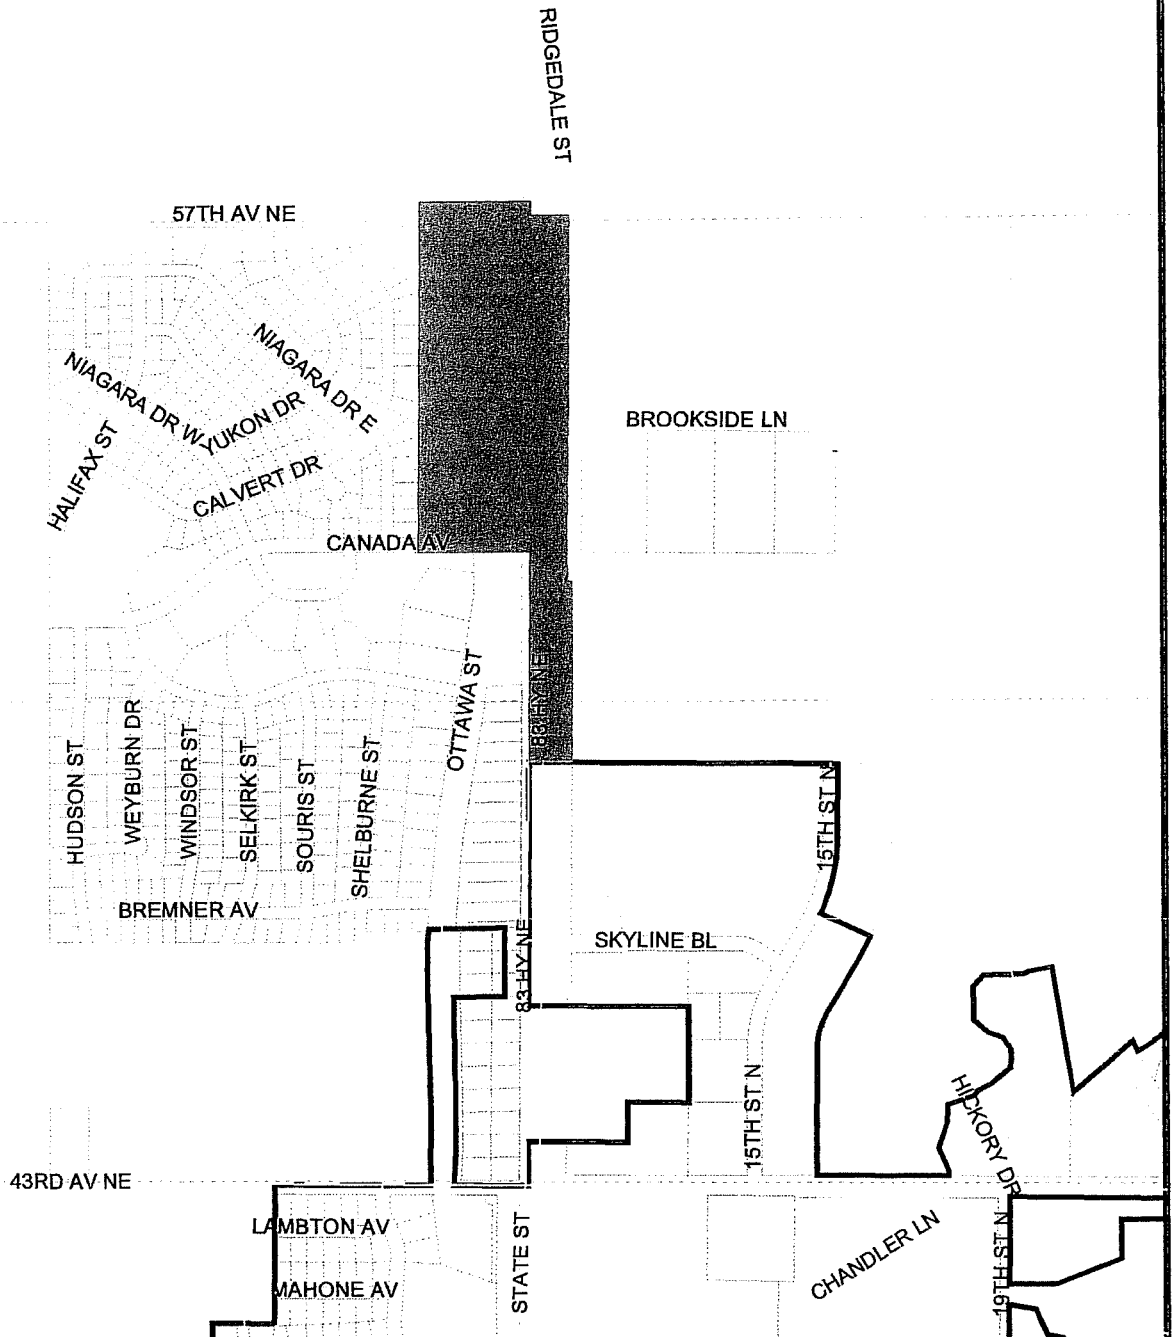 RIDGEDALE ST
57TH AV NE
NIAGARA DR E
NIAGARA DR W
YUKON DR
BROOKSIDE LN
HALIFAX ST
CALVERT DR
CANADA AV
OTTAWA ST
83 HY NE
HUDSON ST
WEYBURN DR
WINDSOR ST
SELKIRK ST
SOURIS ST
SHELBURNE ST
15TH ST N
BREMNER AV
83 HY NE
SKYLINE BL
15TH ST N
HICKORY DR
43RD AV NE
LAMBTON AV
STATE ST
CHANDLER LN
19TH ST N
MAHONE AV